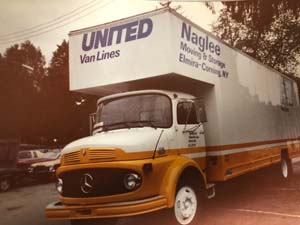 UNITED
Van Lines
Naglee
Moving & Storage
Elmira-Corning, NY